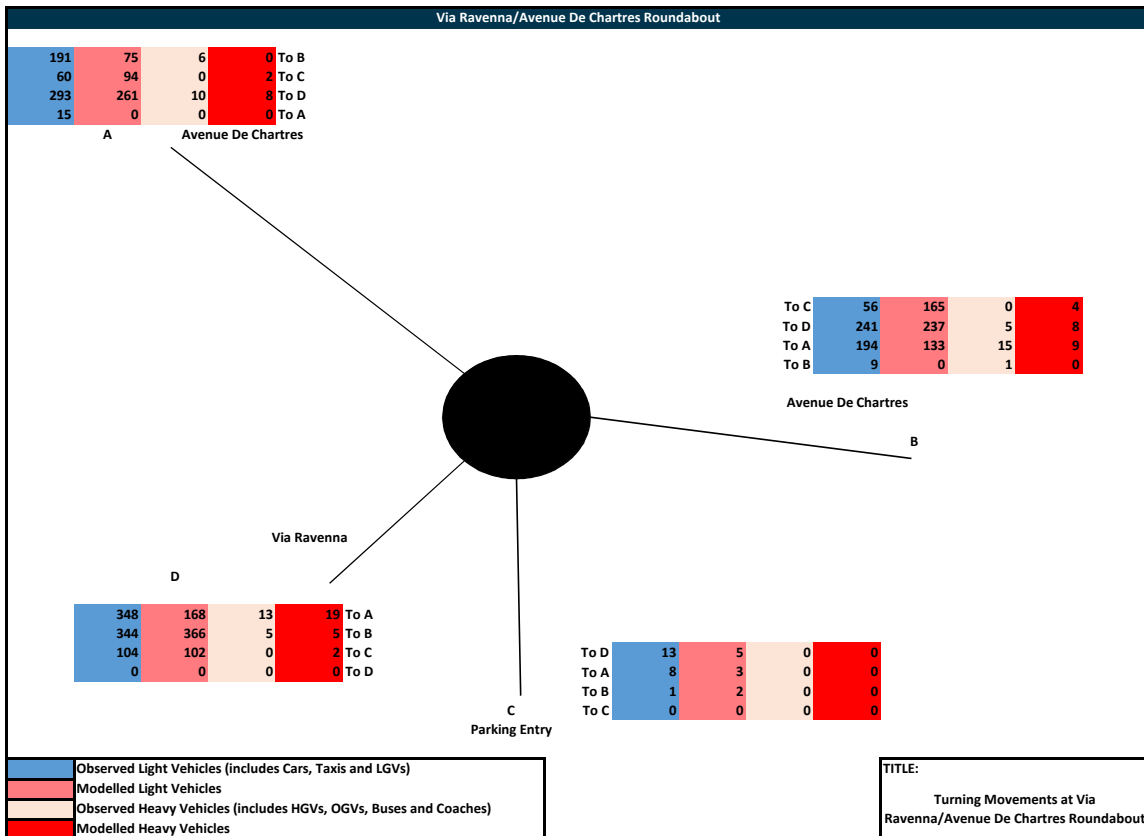 Via Ravenna/Avenue De Chartres Roundabout
191 75 6 0 To B
60 94 0 2 To C
293 261 10 8 To D
15 0 0 0 To A
A Avenue De Chartres
To C 56 165 0 4
To D 241 237 5 8
To A 194 133 15 9
To B 9 0 1 0
Avenue De Chartres
B
Via Ravenna
D
348 168 13 19 To A
344 366 5 5 To B
104 102 0 2 To C
0 0 0 0 To D
To D 13 5 0 0
To A 8 3 0 0
To B 1 2 0 0
To C 0 0 0 0
C
Parking Entry
Observed Light Vehicles (includes Cars, Taxis and LGVs)
Modelled Light Vehicles
Observed Heavy Vehicles (includes HGVs, OGVs, Buses and Coaches)
Modelled Heavy Vehicles
TITLE:
Turning Movements at Via
Ravenna/Avenue De Chartres Roundabout